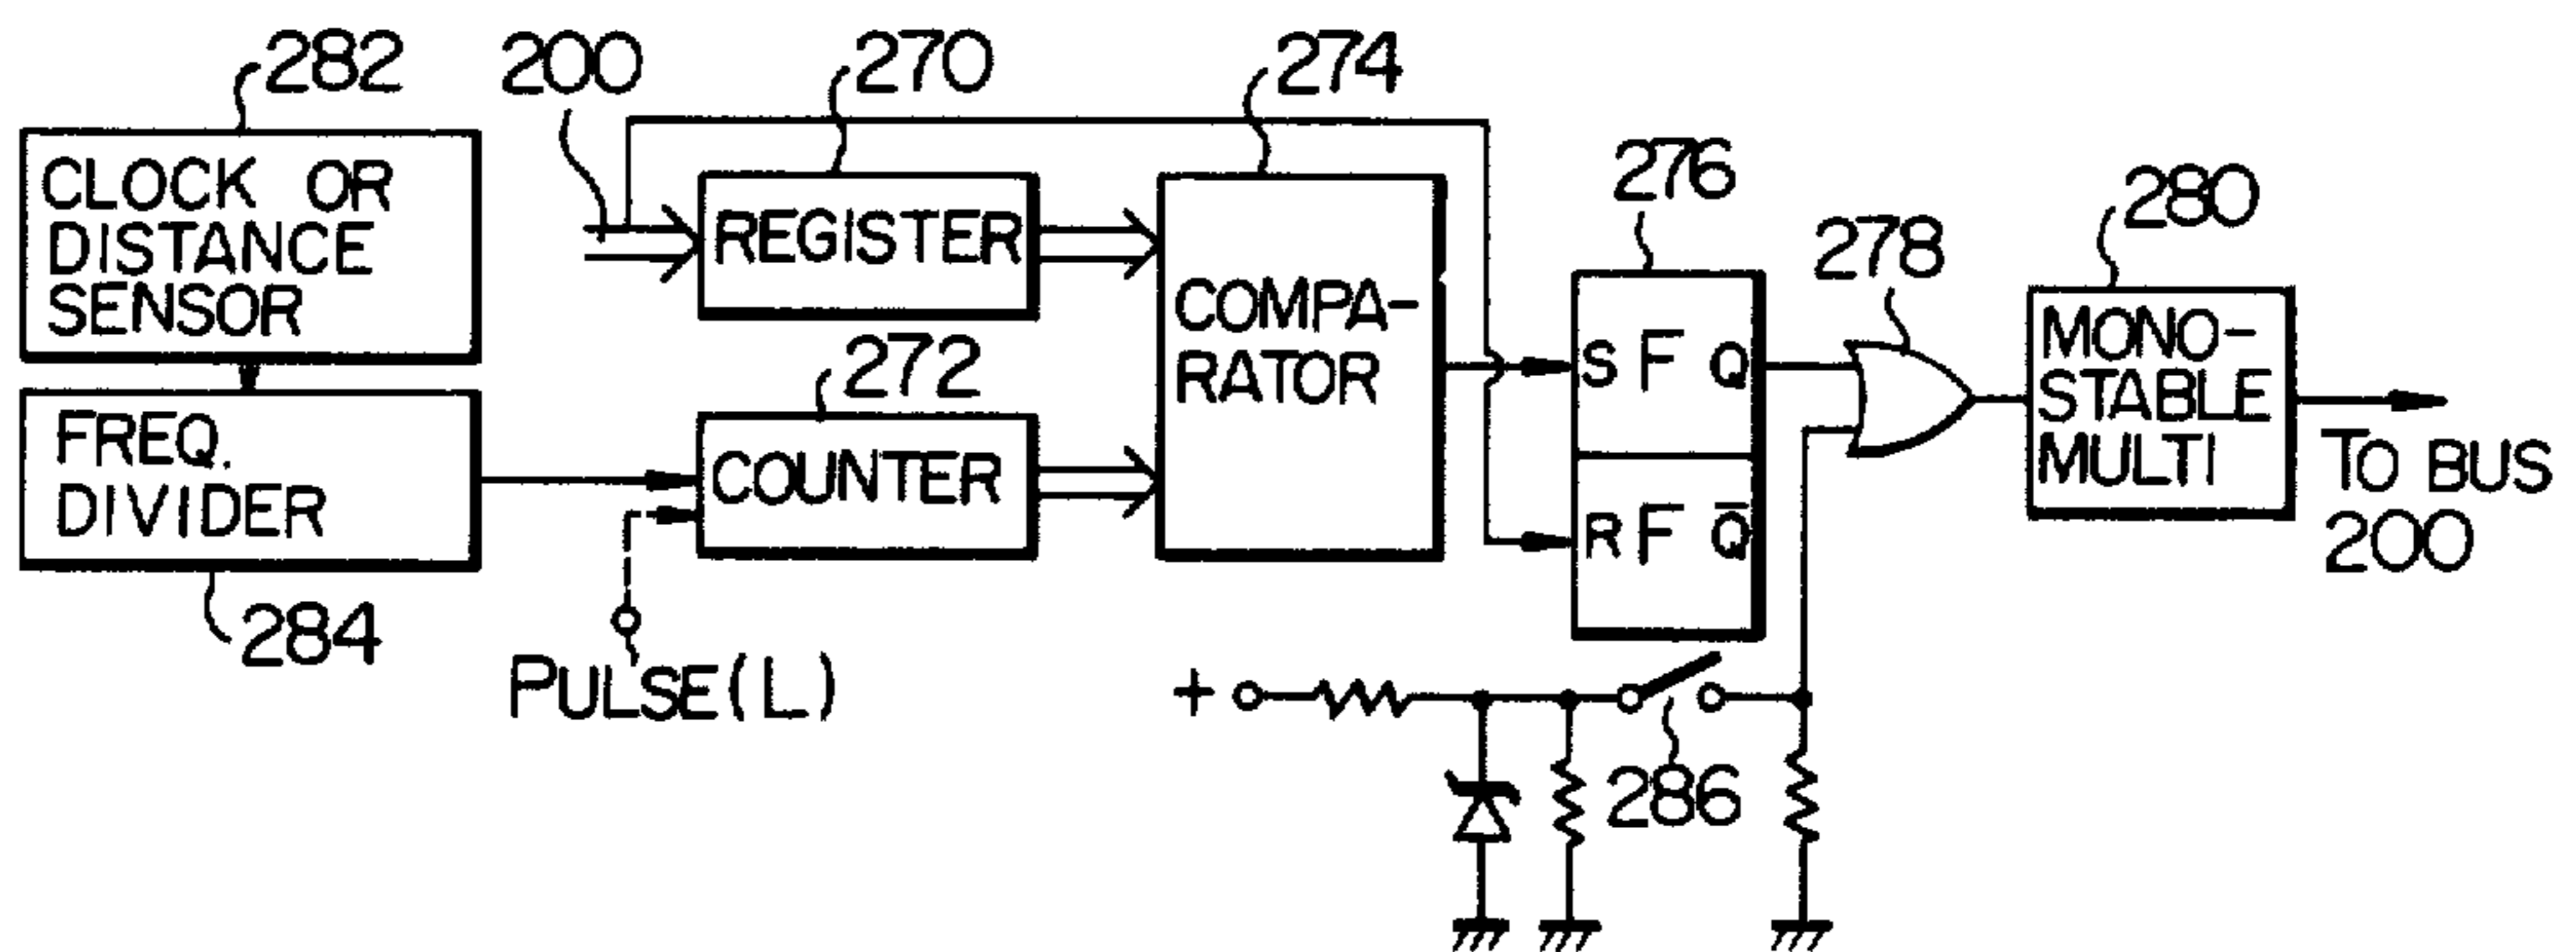 282
200
270
274
276
278
280
CLOCK OR
DISTANCE
SENSOR
REGISTER
COMPA-
RATOR
S F Q
R F Q̅
MONO-
STABLE
MULTI
TO BUS
200
272
FREQ.
DIVIDER
COUNTER
284
PULSE(L)
+
286